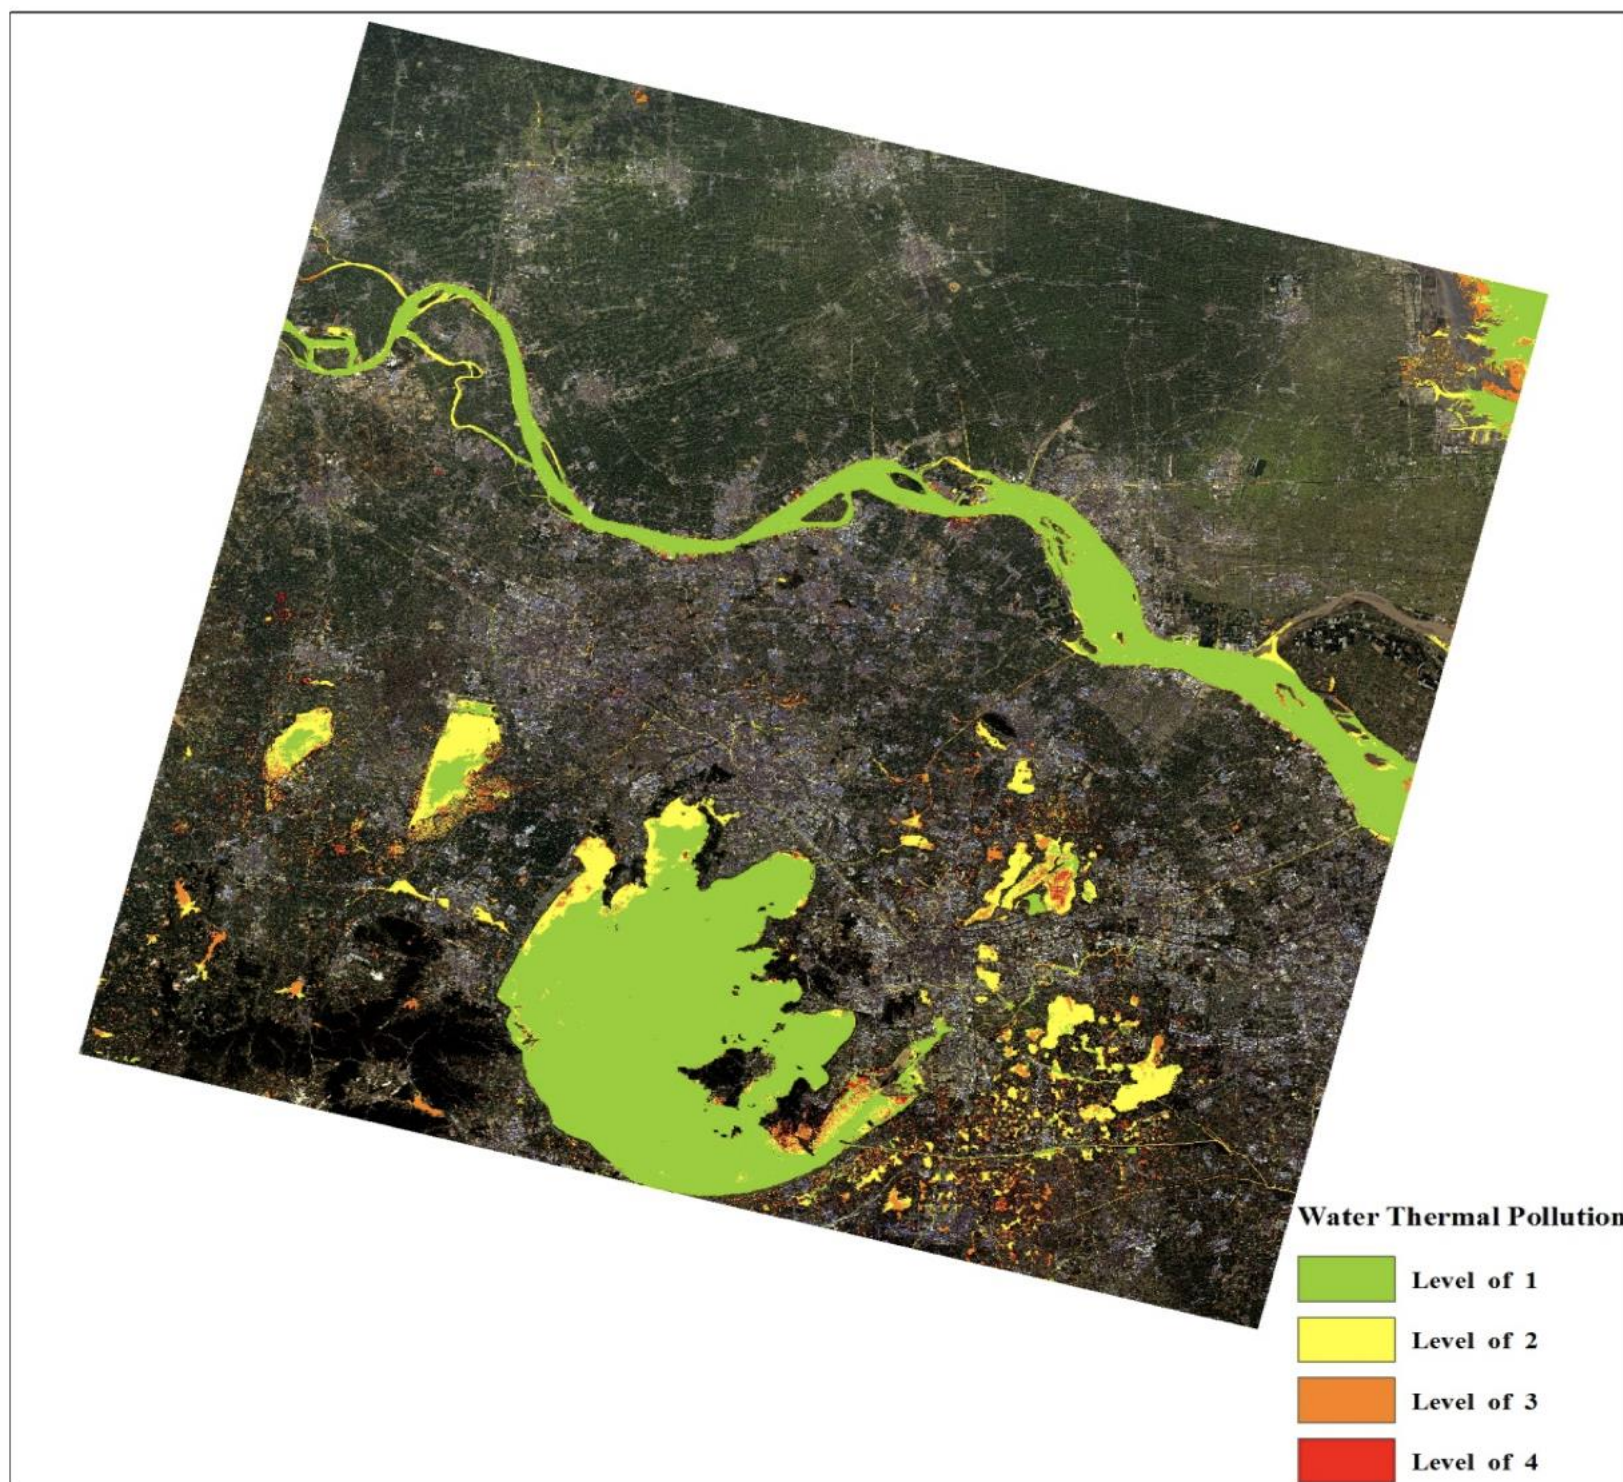 Water Thermal Pollution
Level of 1
Level of 2
Level of 3
Level of 4